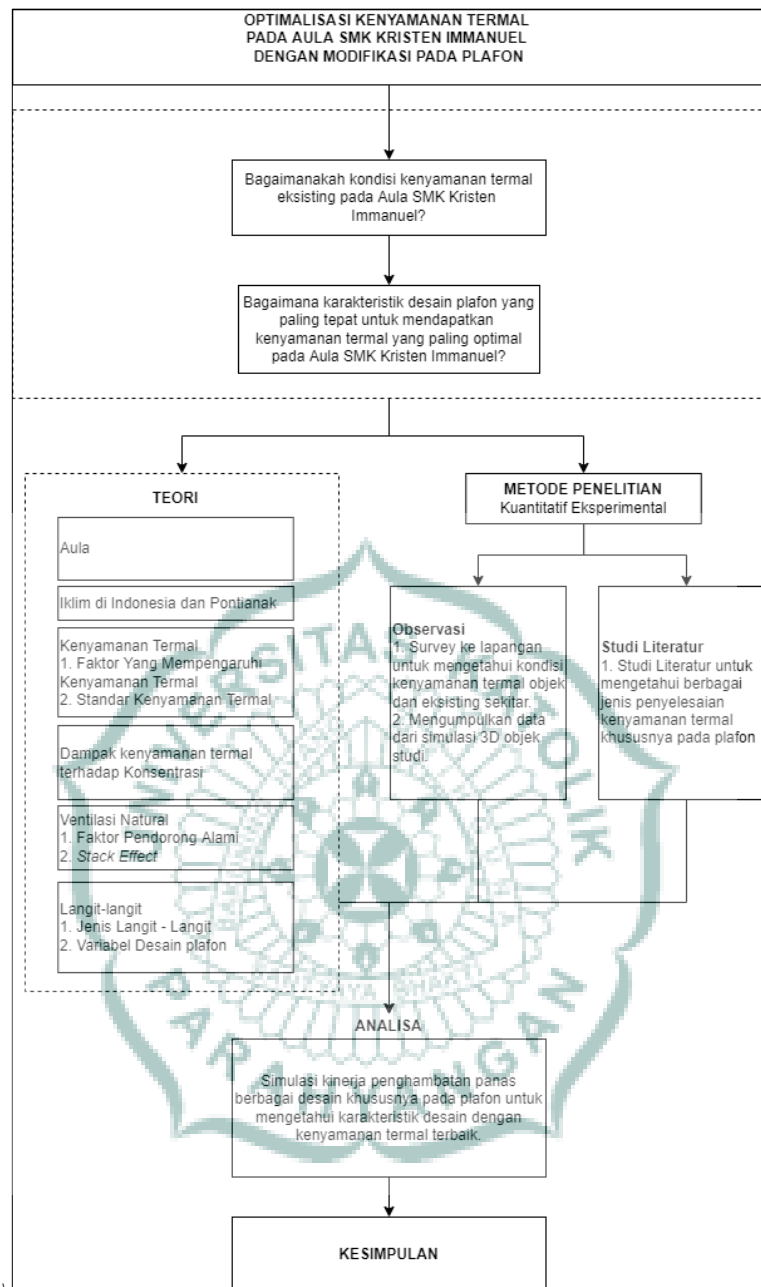 OPTIMALISASI KENYAMANAN TERMAL
PADA AULA SMK KRISTEN IMMANUEL
DENGAN MODIFIKASI PADA PLAFON
Bagaimanakah kondisi kenyamanan termal
eksisting pada Aula SMK Kristen
Immanuel?
Bagaimana karakteristik desain plafon yang
paling tepat untuk mendapatkan
kenyamanan termal yang paling optimal
pada Aula SMK Kristen Immanuel?
TEORI
Aula
Iklim di Indonesia dan Pontianak
Kenyamanan Termal
1. Faktor Yang Mempengaruhi
Kenyamanan Termal
2. Standar Kenyamanan Termal
Dampak kenyamanan termal
terhadap Konsentrasi
Ventilasi Natural
1. Faktor Pendorong Alami
2. Stack Effect
Langit-langit
1. Jenis Langit - Langit
2. Variabel Desain plafon
METODE PENELITIAN
Kuantitatif Eksperimental
Observasi
1. Survey ke lapangan
untuk mengetahui kondisi
kenyamanan termal objek
dan eksisting sekitar.
2. Mengumpulkan data
dari simulasi 3D objek
studi.
Studi Literatur
1. Studi Literatur untuk
mengetahui berbagai
jenis penyelesaian
kenyamanan termal
khususnya pada plafon
ANALISA
Simulasi kinerja penghambatan panas
berbagai desain khususnya pada plafon untuk
mengetahui karakteristik desain dengan
kenyamanan termal terbaik.
KESIMPULAN
UNIVERSITAS KATOLIK
PARAHYANGAN